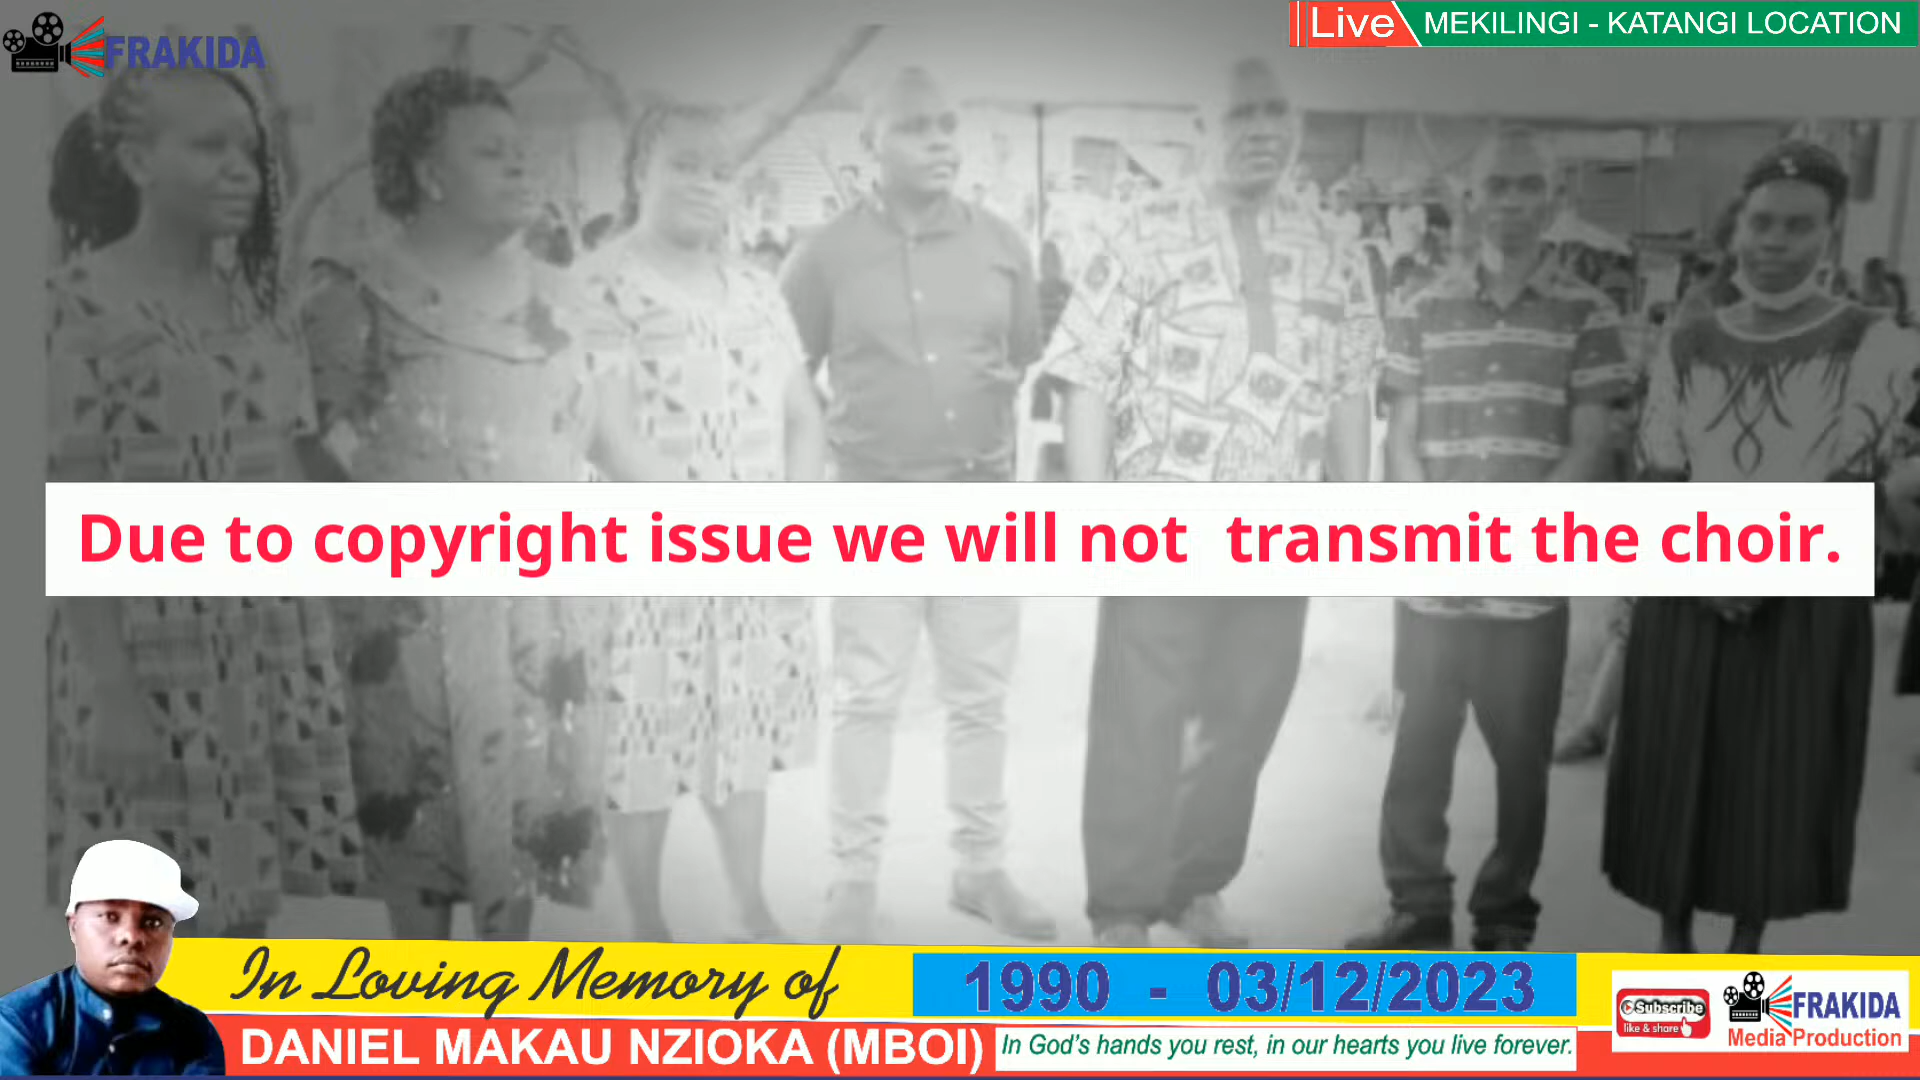 FRAKIDA
Live
MEKILINGI - KATANGI LOCATION
Due to copyright issue we will not transmit the choir.
In Loving Memory of
1990 - 03/12/2023
DANIEL MAKAU NZIOKA (MBOI)
In God's hands you rest, in our hearts you live forever.
Subscribe
like & share
FRAKIDA
Media Production